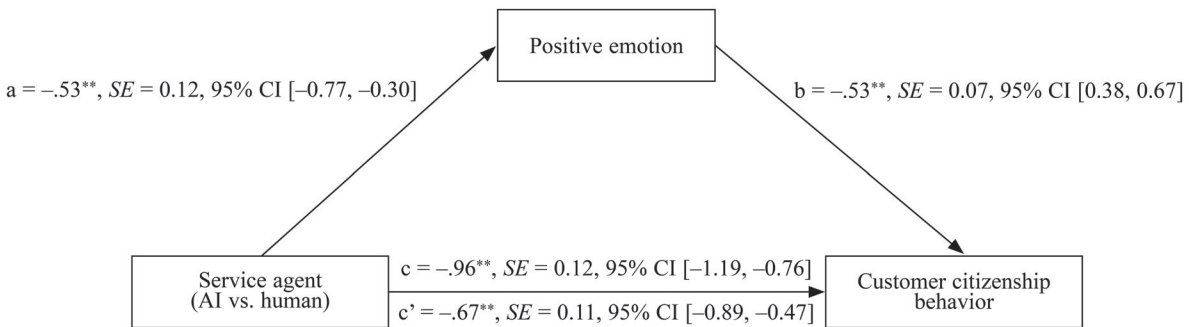 Positive emotion
a = –.53**, SE = 0.12, 95% CI [–0.77, –0.30]
b = –.53**, SE = 0.07, 95% CI [0.38, 0.67]
Service agent
(AI vs. human)
c = –.96**, SE = 0.12, 95% CI [–1.19, –0.76]
c’ = –.67**, SE = 0.11, 95% CI [–0.89, –0.47]
Customer citizenship
behavior